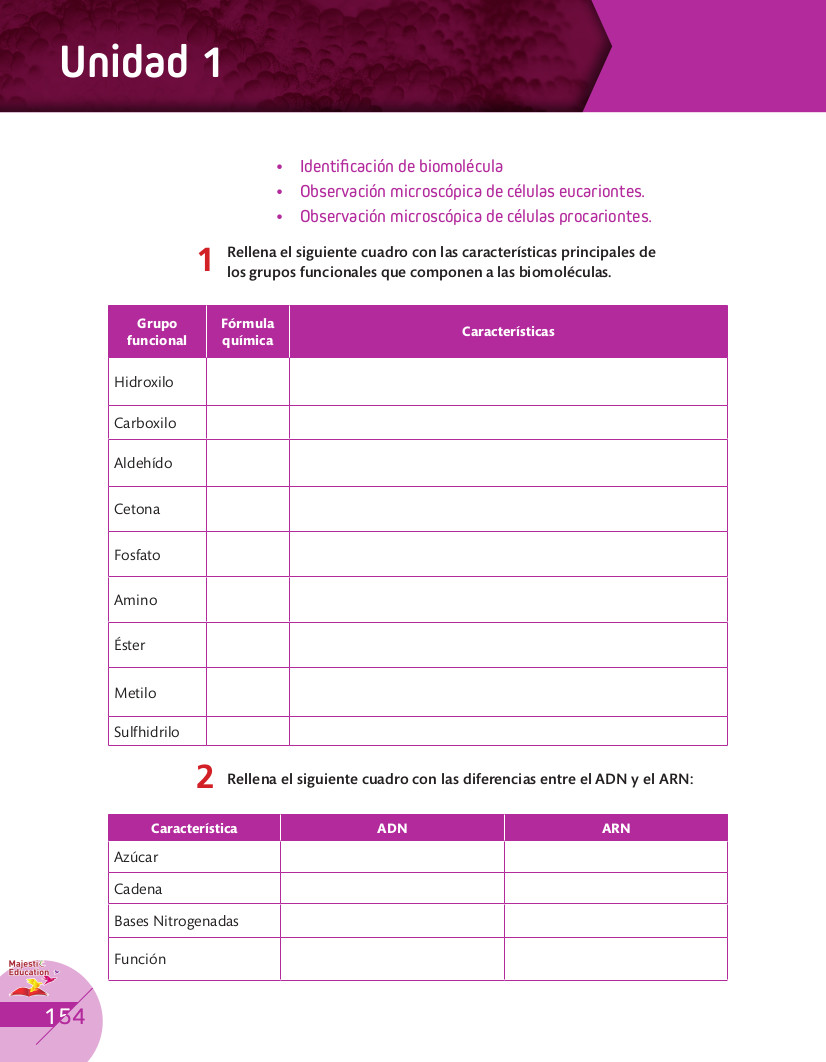 Unidad 1
• Identificación de biomolécula
• Observación microscópica de células eucariontes.
• Observación microscópica de células procariontes.
1 Rellena el siguiente cuadro con las características principales de
los grupos funcionales que componen a las biomoléculas.
Grupo funcional Fórmula química Características
Hidroxilo
Carboxilo
Aldehído
Cetona
Fosfato
Amino
Éster
Metilo
Sulfhidrilo
2 Rellena el siguiente cuadro con las diferencias entre el ADN y el ARN:
Característica ADN ARN
Azúcar
Cadena
Bases Nitrogenadas
Función
Majestic
Education
154